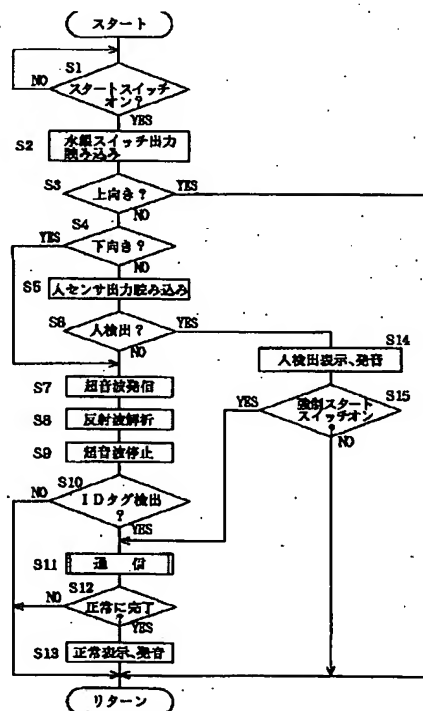 スタート
S1
NO
スタートスイッチ
オン?
YES
S2
水銀スイッチ出力
読み込み
S3
上向き?
YES
NO
S4
YES
下向き?
NO
S5
人センサ出力読み込み
S6
人検出?
YES
NO
S14
人検出表示、発音
S7
超音波発信
S15
YES
強制スタート
スイッチオン
?
NO
S8
反射波解析
S9
超音波停止
S10
NO
IDタグ検出
?
YES
S11
通 信
S12
NO
正常に完了
?
YES
S13
正常表示、発音
リターン